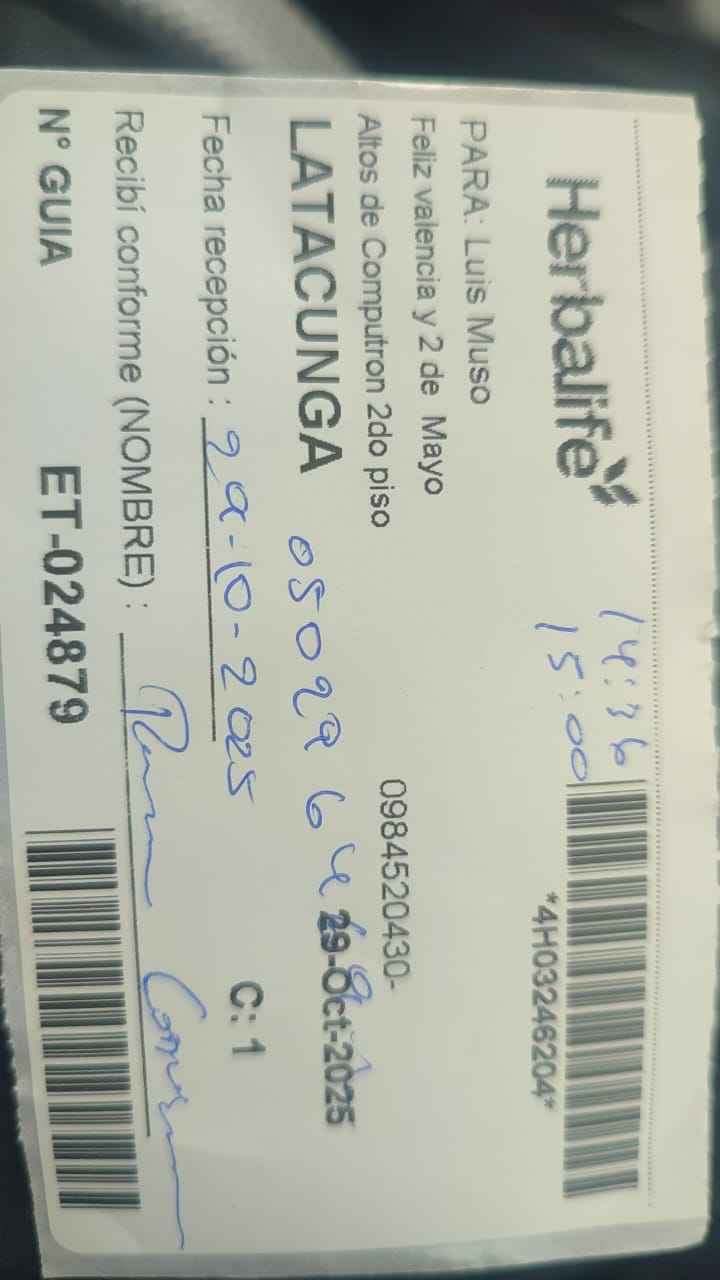 Herbalife
14:36
15:00
*4H03246204*
PARA: Luis Muso
Feliz valencia y 2 de Mayo
Altos de Computron 2do piso
0984520430-
LATACUNGA
29-Oct-2025
Fecha recepción : 29-10-2025
C: 1
Recibí conforme (NOMBRE) :
N° GUIA ET-024879